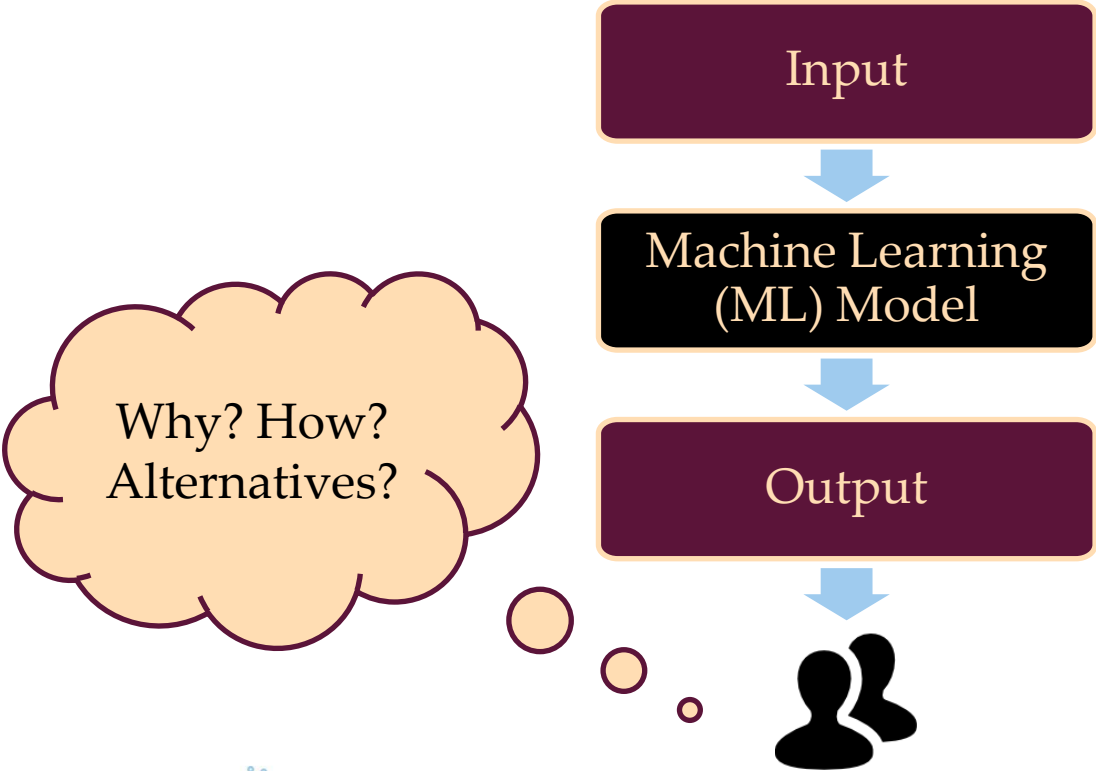 Input
Machine Learning
(ML) Model
Why? How?
Alternatives?
Output